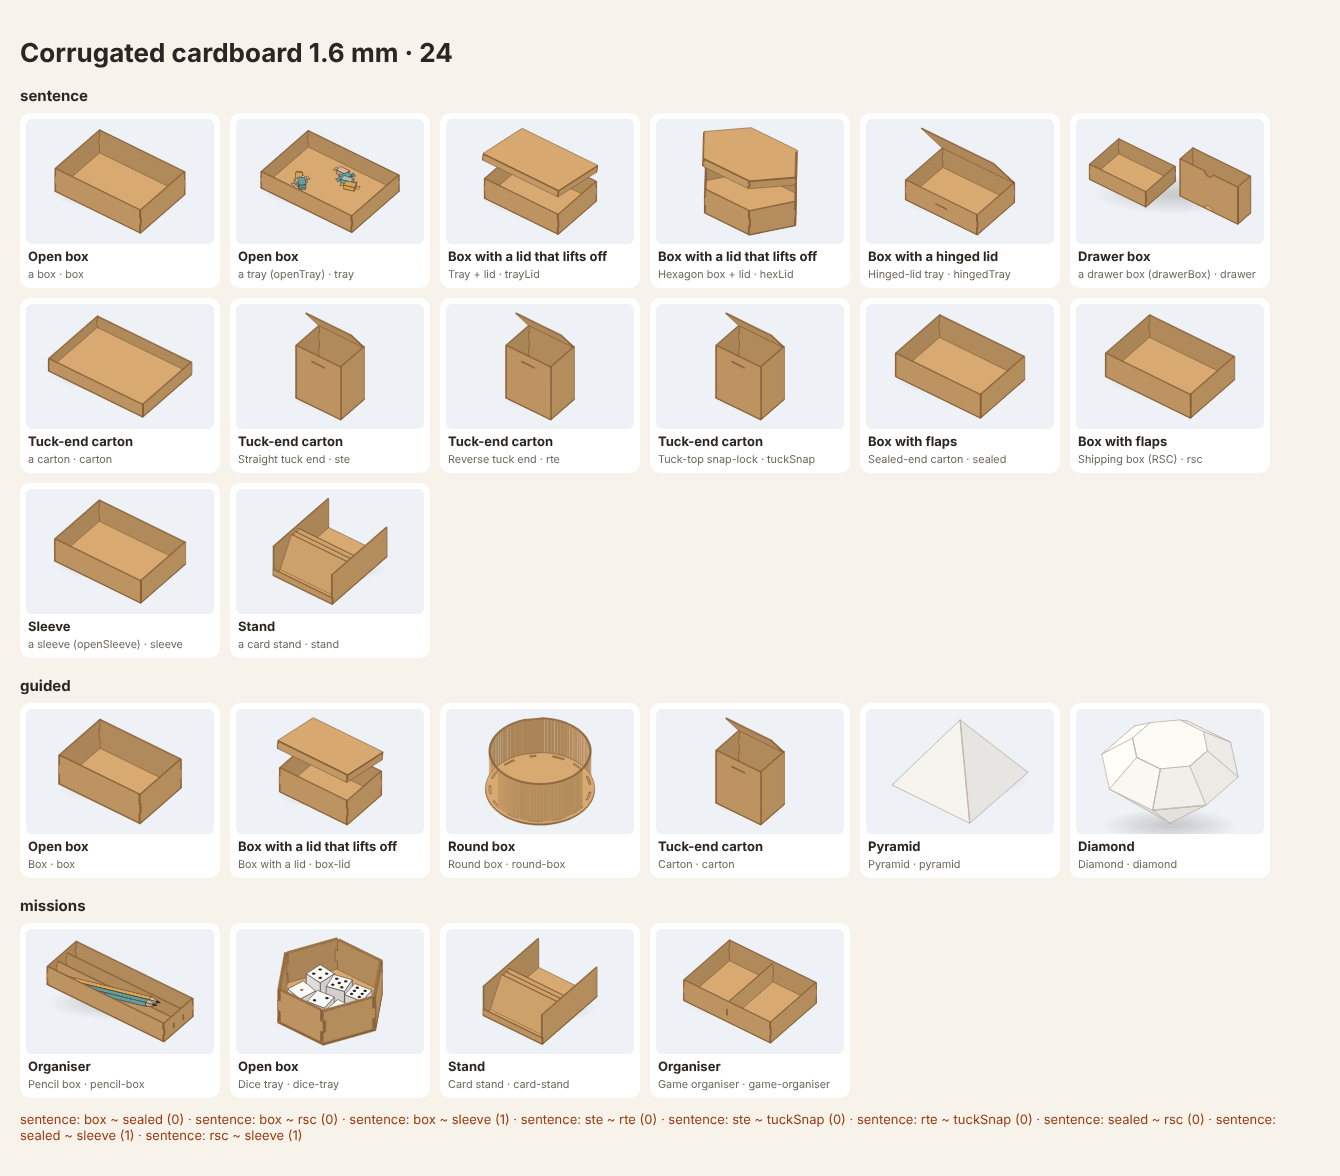 Corrugated cardboard 1.6 mm · 24
sentence
Open box
a box · box
Open box
a tray (openTray) · tray
Box with a lid that lifts off
Tray + lid · trayLid
Box with a lid that lifts off
Hexagon box + lid · hexLid
Box with a hinged lid
Hinged-lid tray · hingedTray
Drawer box
a drawer box (drawerBox) · drawer
Tuck-end carton
a carton · carton
Tuck-end carton
Straight tuck end · ste
Tuck-end carton
Reverse tuck end · rte
Tuck-end carton
Tuck-top snap-lock · tuckSnap
Box with flaps
Sealed-end carton · sealed
Box with flaps
Shipping box (RSC) · rsc
Sleeve
a sleeve (openSleeve) · sleeve
Stand
a card stand · stand
guided
Open box
Box · box
Box with a lid that lifts off
Box with a lid · box-lid
Round box
Round box · round-box
Tuck-end carton
Carton · carton
Pyramid
Pyramid · pyramid
Diamond
Diamond · diamond
missions
Organiser
Pencil box · pencil-box
Open box
Dice tray · dice-tray
Stand
Card stand · card-stand
Organiser
Game organiser · game-organiser
sentence: box ~ sealed (0) · sentence: box ~ rsc (0) · sentence: box ~ sleeve (1) · sentence: ste ~ rte (0) · sentence: ste ~ tuckSnap (0) · sentence: rte ~ tuckSnap (0) · sentence: sealed ~ rsc (0) · sentence:
sealed ~ sleeve (1) · sentence: rsc ~ sleeve (1)